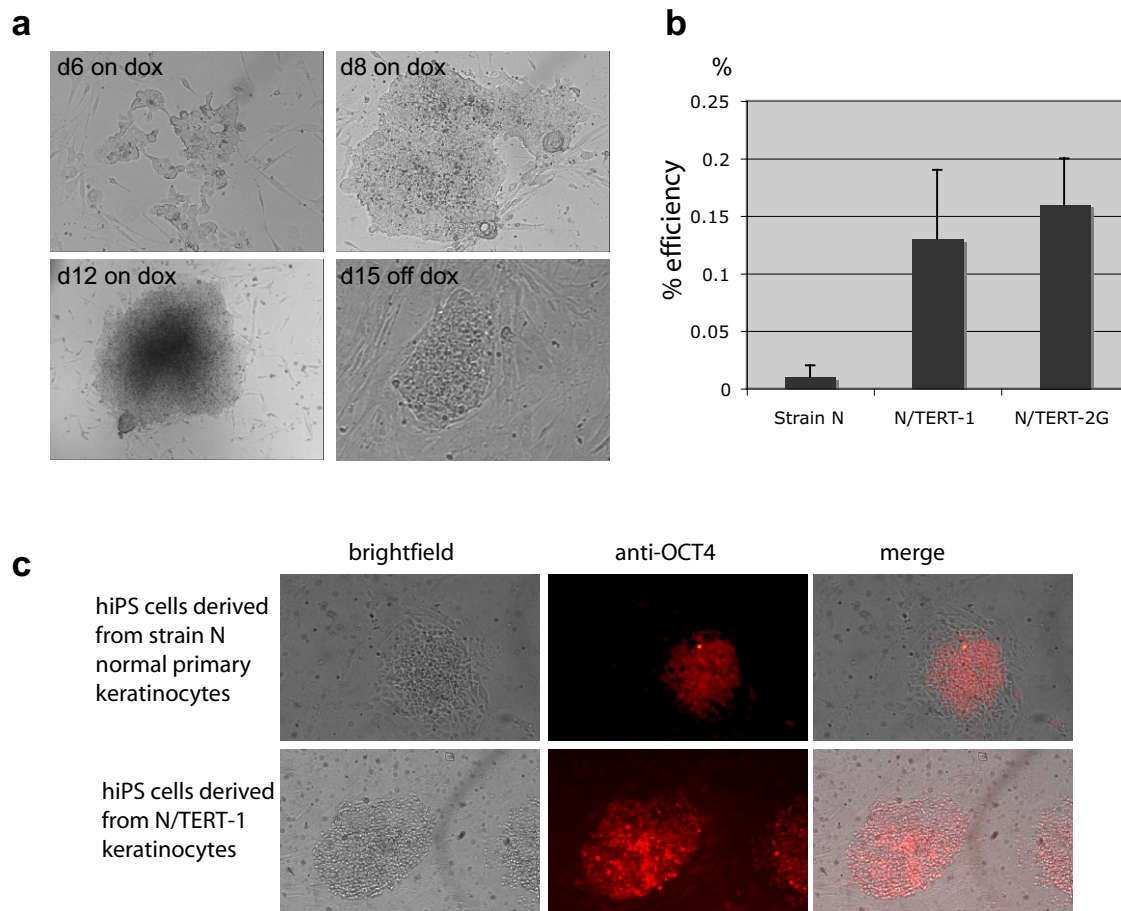 a
d6 on dox
d8 on dox
d12 on dox
d15 off dox
b
%
0.25
0.2
0.15
0.1
0.05
0
% efficiency
Strain N
N/TERT-1
N/TERT-2G
c
brightfield
anti-OCT4
merge
hiPS cells derived
from strain N
normal primary
keratinocytes
hiPS cells derived
from N/TERT-1
keratinocytes